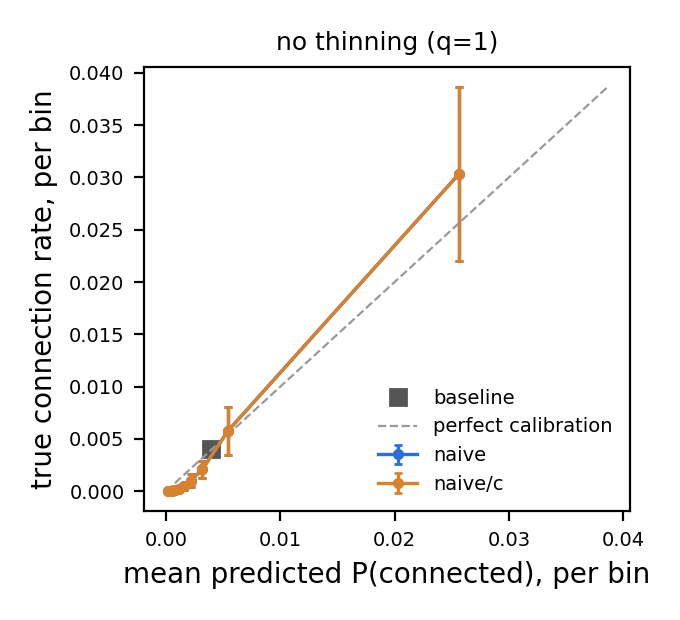 no thinning (q=1)
true connection rate, per bin
0.040
0.035
0.030
0.025
0.020
0.015
0.010
0.005
0.000
baseline
perfect calibration
naive
naive/c
0.00 0.01 0.02 0.03 0.04
mean predicted P(connected), per bin